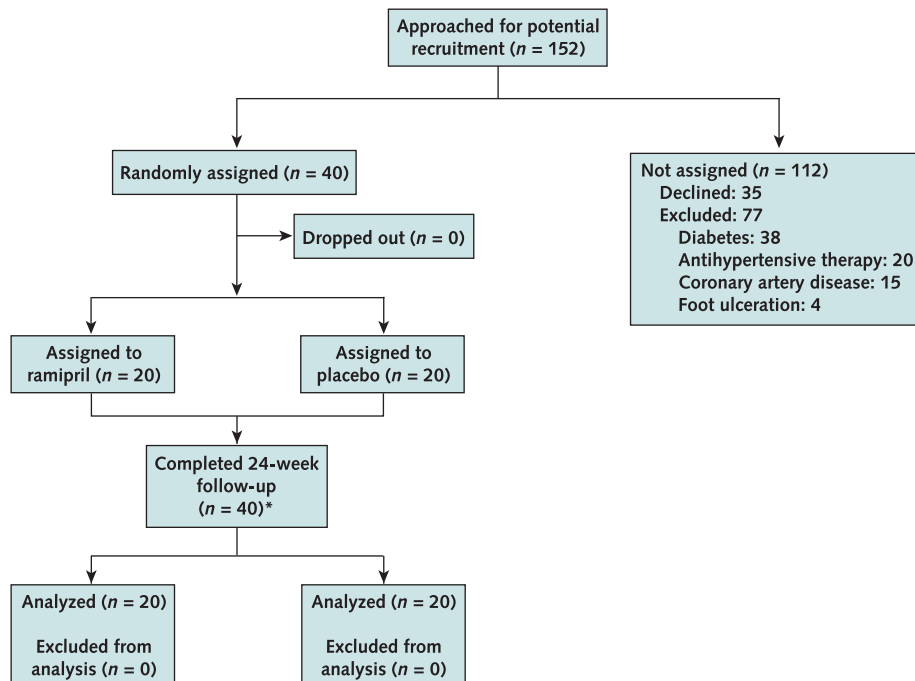 Approached for potential
recruitment (n = 152)
Randomly assigned (n = 40)
Not assigned (n = 112)
Declined: 35
Excluded: 77
Diabetes: 38
Antihypertensive therapy: 20
Coronary artery disease: 15
Foot ulceration: 4
Dropped out (n = 0)
Assigned to
ramipril (n = 20)
Assigned to
placebo (n = 20)
Completed 24-week
follow-up
(n = 40)*
Analyzed (n = 20)
Excluded from
analysis (n = 0)
Analyzed (n = 20)
Excluded from
analysis (n = 0)